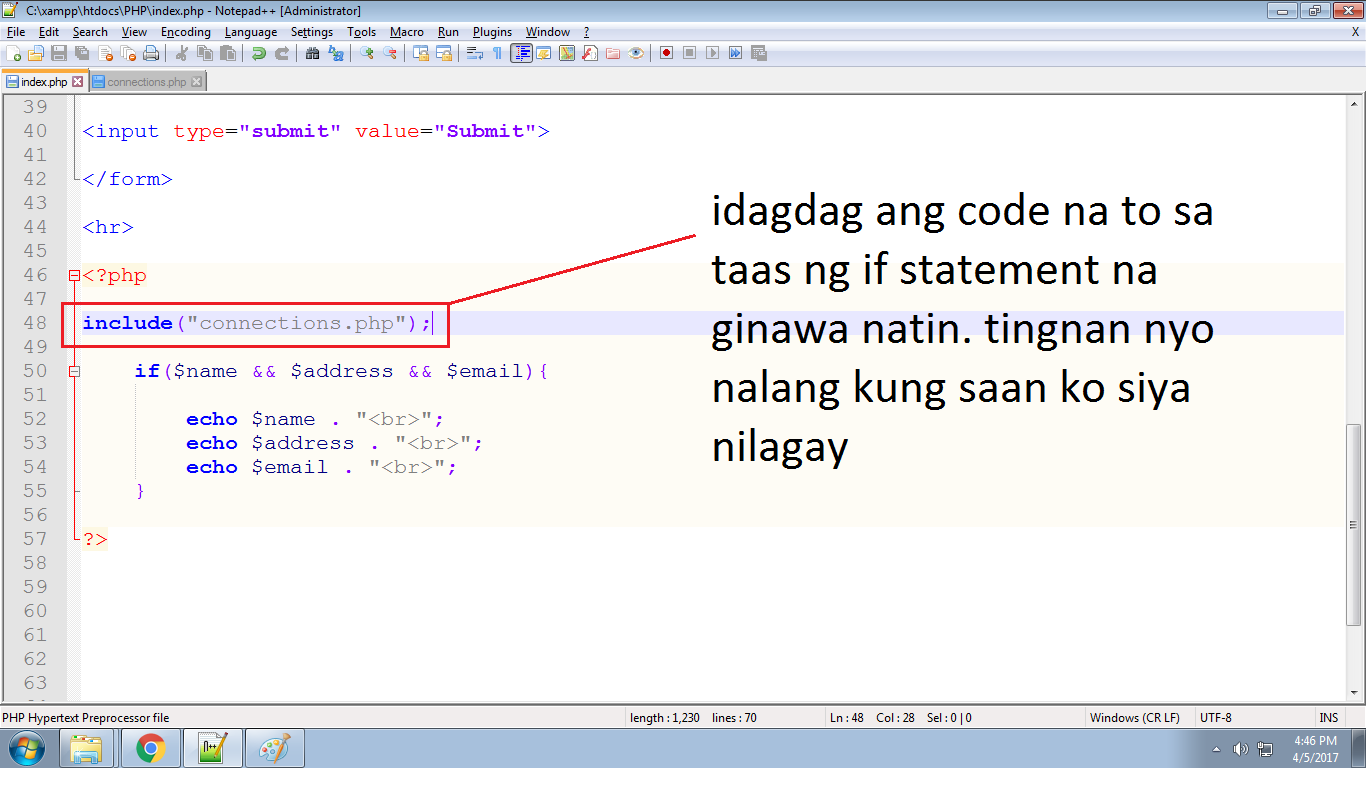 C:\xampp\htdocs\PHP\index.php - Notepad++ [Administrator]
File Edit Search View Encoding Language Settings Tools Macro Run Plugins Window ? X
index.php connections.php
39
40 <input type="submit" value="Submit">
41
42 </form>
43
44 <hr>
45
46 <?php
47
48 include("connections.php");
49
50 if($name && $address && $email){
51
52 echo $name . "<br>";
53 echo $address . "<br>";
54 echo $email . "<br>";
55 }
56
57 ?>
58
59
60
61
62
63
idagdag ang code na to sa
taas ng if statement na
ginawa natin. tingnan nyo
nalang kung saan ko siya
nilagay
PHP Hypertext Preprocessor file length : 1,230 lines : 70 Ln : 48 Col : 28 Sel : 0 | 0 Windows (CR LF) UTF-8 INS
4:46 PM
4/5/2017